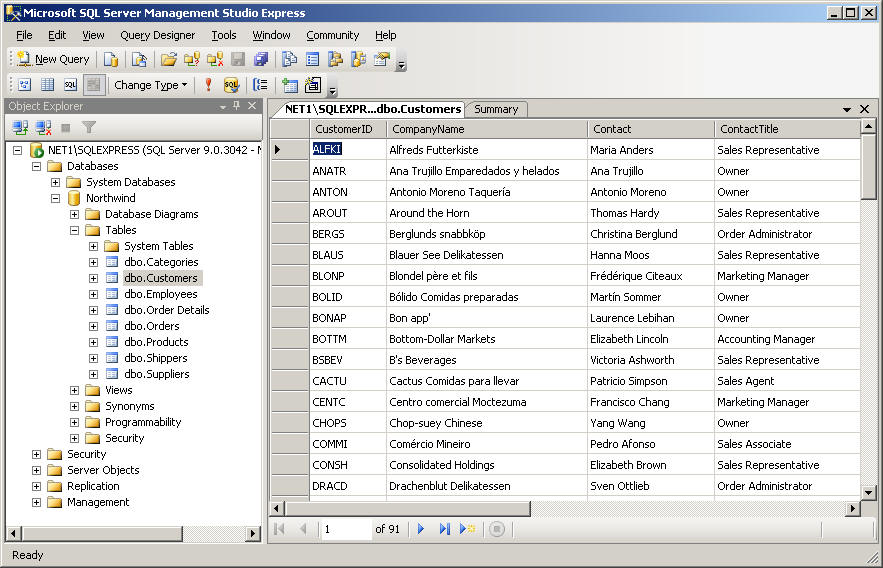 Microsoft SQL Server Management Studio Express
File Edit View Query Designer Tools Window Community Help
New Query
Change Type
Object Explorer
NET1\SQLEXPRESS (SQL Server 9.0.3042 - N
Databases
System Databases
Northwind
Database Diagrams
Tables
System Tables
dbo.Categories
dbo.Customers
dbo.Employees
dbo.Order Details
dbo.Orders
dbo.Products
dbo.Shippers
dbo.Suppliers
Views
Synonyms
Programmability
Security
Security
Server Objects
Replication
Management
NET1\SQLEXPR...dbo.Customers Summary
CustomerID CompanyName Contact ContactTitle
ALFKI Alfreds Futterkiste Maria Anders Sales Representative
ANATR Ana Trujillo Emparedados y helados Ana Trujillo Owner
ANTON Antonio Moreno Taquería Antonio Moreno Owner
AROUT Around the Horn Thomas Hardy Sales Representative
BERGS Berglunds snabbköp Christina Berglund Order Administrator
BLAUS Blauer See Delikatessen Hanna Moos Sales Representative
BLONP Blondel père et fils Frédérique Citeaux Marketing Manager
BOLID Bólido Comidas preparadas Martín Sommer Owner
BONAP Bon app' Laurence Lebihan Owner
BOTTM Bottom-Dollar Markets Elizabeth Lincoln Accounting Manager
BSBEV B's Beverages Victoria Ashworth Sales Representative
CACTU Cactus Comidas para llevar Patricio Simpson Sales Agent
CENTC Centro comercial Moctezuma Francisco Chang Marketing Manager
CHOPS Chop-suey Chinese Yang Wang Owner
COMMI Comércio Mineiro Pedro Afonso Sales Associate
CONSH Consolidated Holdings Elizabeth Brown Sales Representative
DRACD Drachenblut Delikatessen Sven Ottlieb Order Administrator
1 of 91
Ready